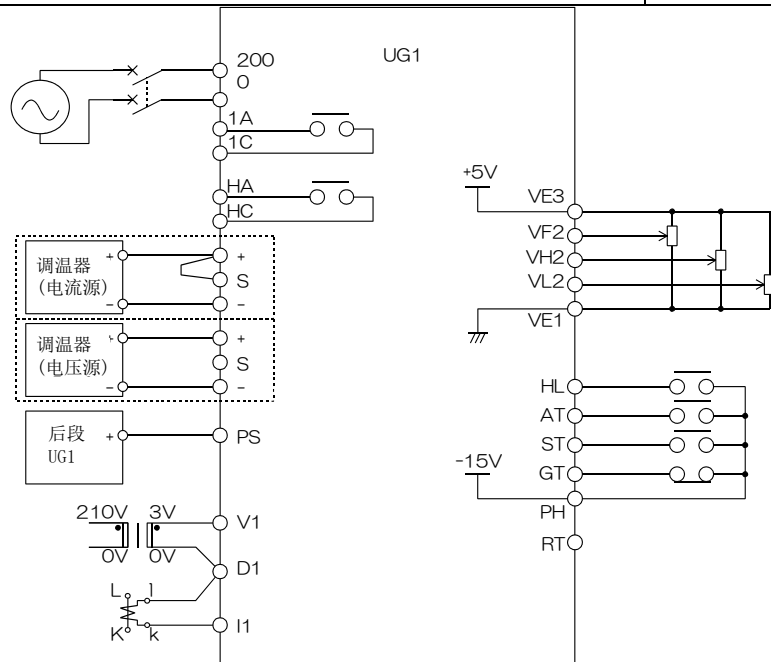 UG1
200
0
1A
1C
HA
HC
调温器
(电流源)
+
-
+
S
-
调温器
(电压源)
-
+
S
-
后段
UG1
+
PS
210V
3V
0V
0V
V1
D1
L
l
K
k
I1
+5V
VE3
VF2
VH2
VL2
VE1
HL
AT
ST
GT
-15V
PH
RT